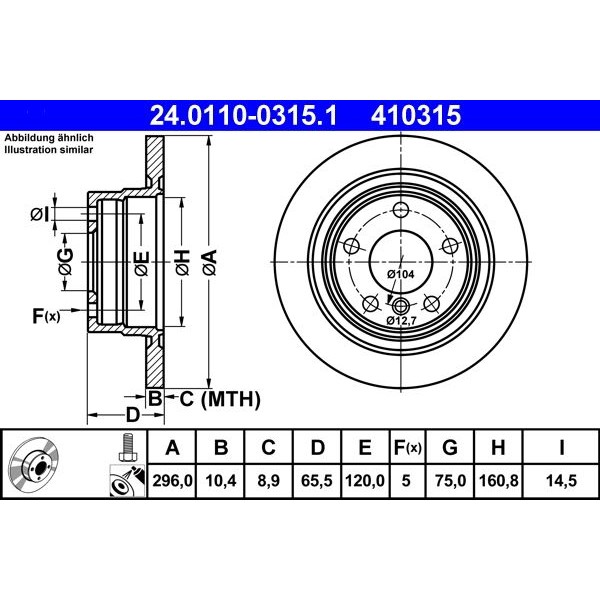 24.0110-0315.1 410315
Abbildung ähnlich
Illustration similar
ØI
ØG
ØE
ØH
ØA
F(x)
B
C (MTH)
D
Ø104
Ø12,7
A B C D E F(x) G H I
296,0 10,4 8,9 65,5 120,0 5 75,0 160,8 14,5